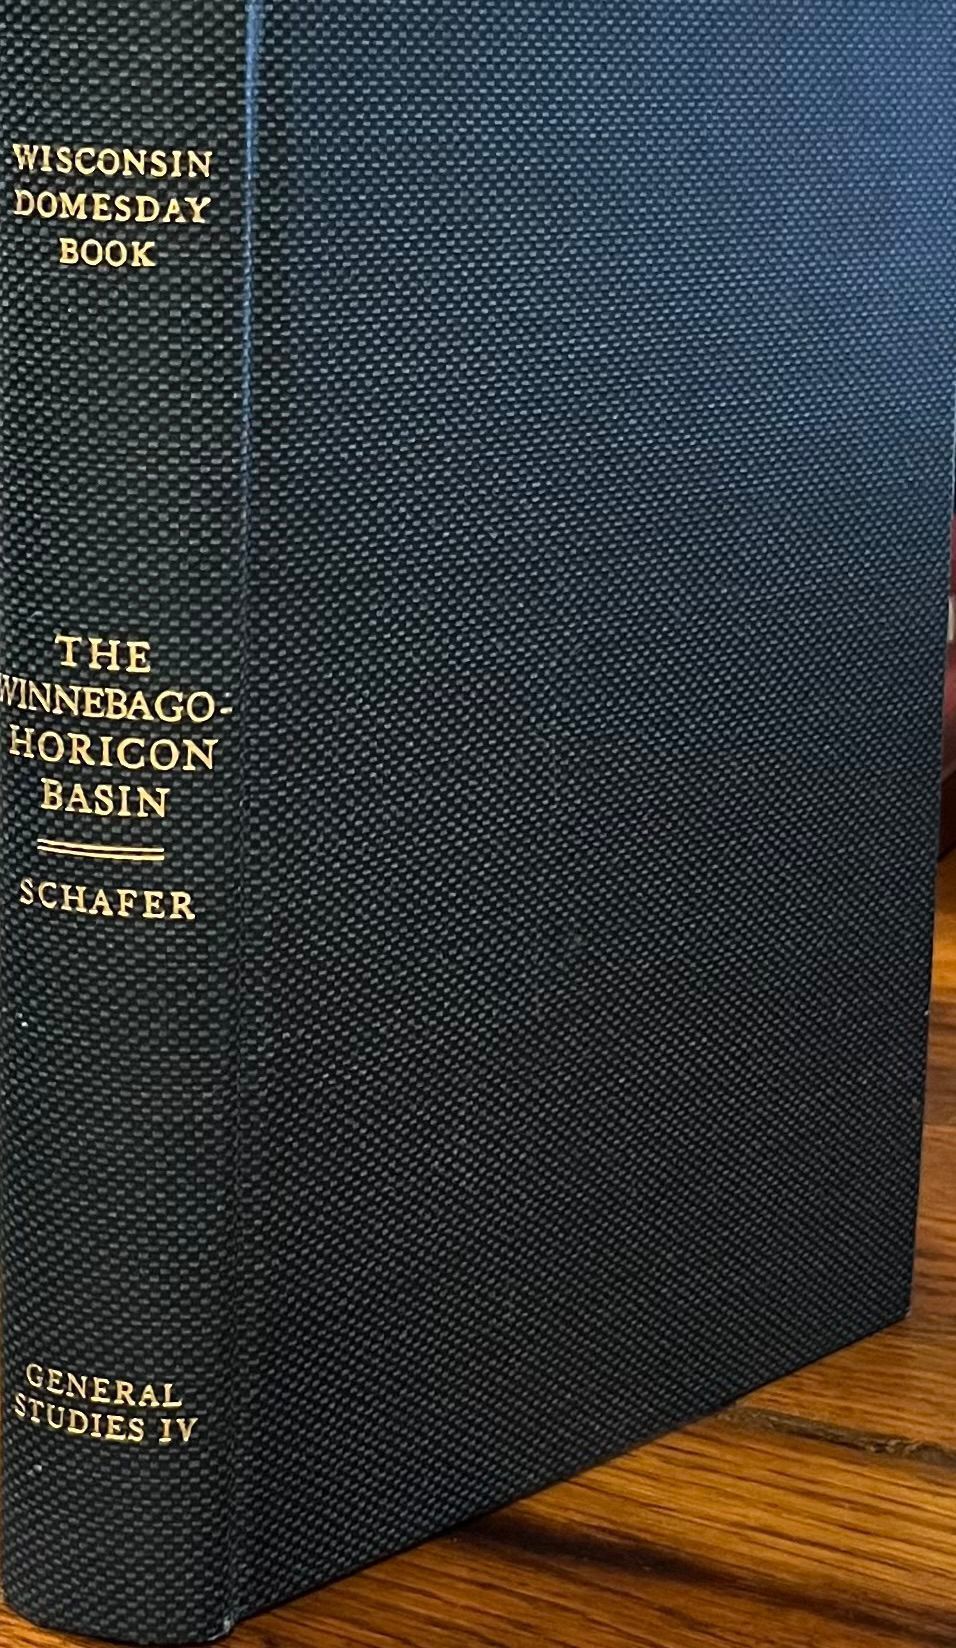 WISCONSIN
DOMESDAY
BOOK
THE
WINNEBAGO-
HORICON
BASIN
SCHAFER
GENERAL
STUDIES IV